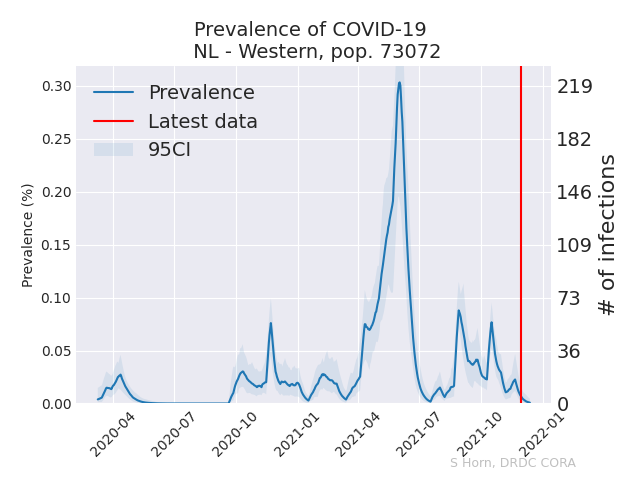 Prevalence of COVID-19
NL - Western, pop. 73072
Prevalence
Latest data
95CI
Prevalence (%)
0.30
0.25
0.20
0.15
0.10
0.05
0.00
219
182
146
109
73
36
0
# of infections
2020-04
2020-07
2020-10
2021-01
2021-04
2021-07
2021-10
2022-01
S Horn, DRDC CORA